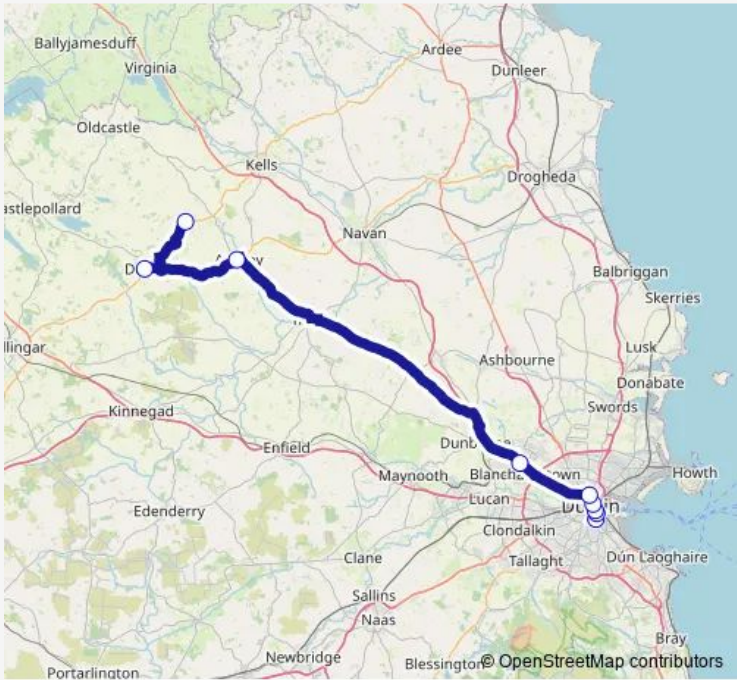 Ballyjamesduff
Ardee
Virginia
Dunleer
Oldcastle
Kells
Drogheda
astlepollard
Navan
Balbriggan
Skerries
llingar
Ashbourne
Lusk
Donabate
Kinnegad
Swords
Enfield
Maynooth
Howth
Lucan
Edenderry
Clondalkin
Clane
Tallaght
Dún Laoghaire
Sallins
Naas
Bray
Newbridge
Blessington
© OpenStreetMap contributors
Portarlington